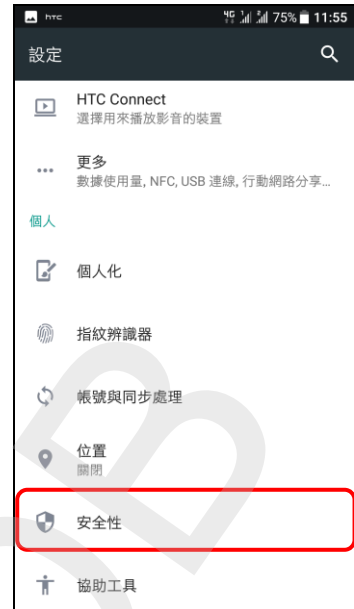 hTC 4G 75% 11:55
設定
HTC Connect
選擇用來播放影音的裝置
更多
數據使用量, NFC, USB 連線, 行動網路分享...
個人
個人化
指紋辨識器
帳號與同步處理
位置
關閉
安全性
協助工具